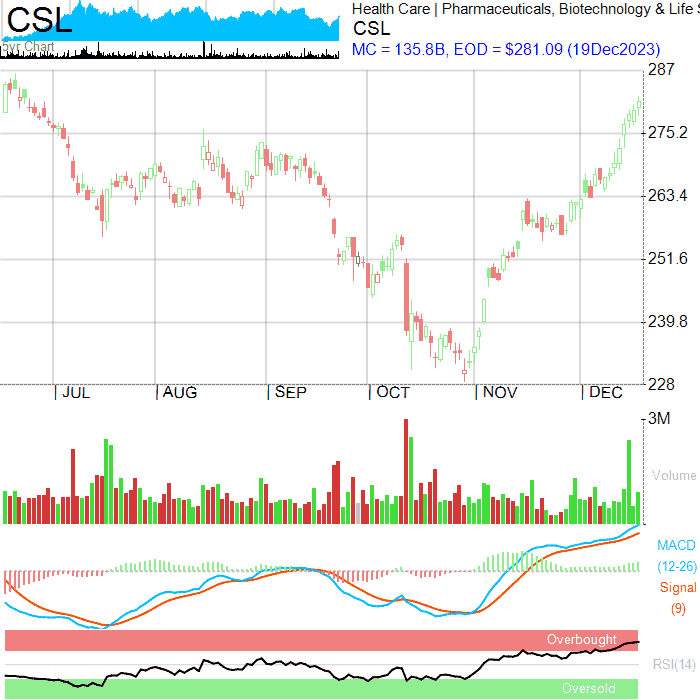 CSL
5yr Chart
Health Care | Pharmaceuticals, Biotechnology & Life S
CSL
MC = 135.8B, EOD = $281.09 (19Dec2023)
287
275.2
263.4
251.6
239.8
228
JUL AUG SEP OCT NOV DEC
3M
Volume
MACD
(12-26)
Signal
(9)
Overbought
RSI(14)
Oversold